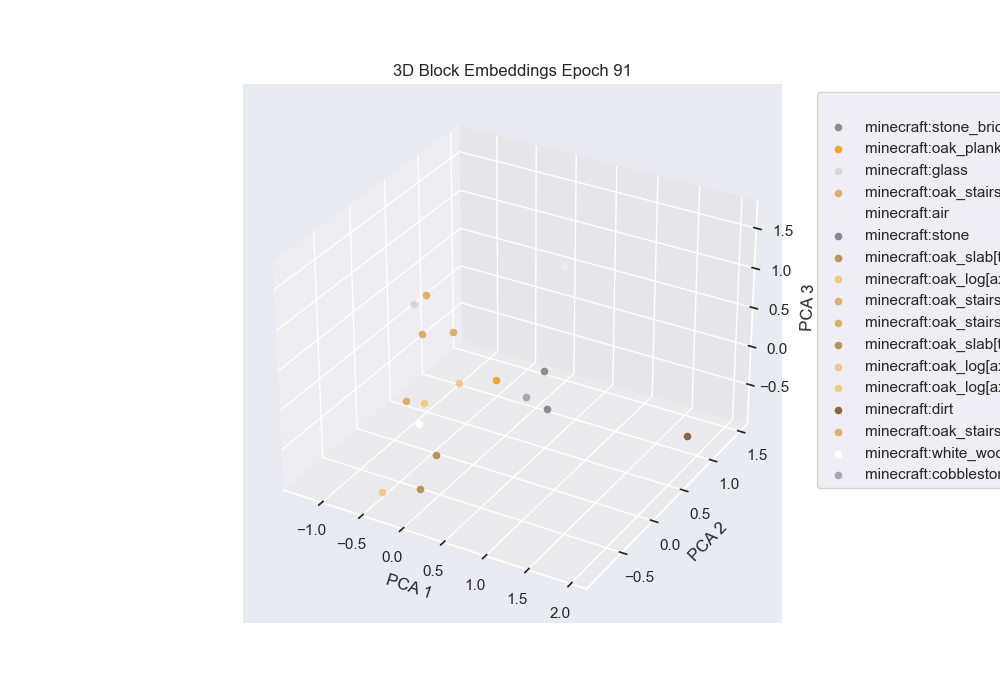 3D Block Embeddings Epoch 91
minecraft:stone_bric
minecraft:oak_plank
minecraft:glass
minecraft:oak_stairs
minecraft:air
minecraft:stone
minecraft:oak_slab[t
minecraft:oak_log[ax
minecraft:oak_stairs
minecraft:oak_stairs
minecraft:oak_slab[t
minecraft:oak_log[ax
minecraft:oak_log[ax
minecraft:dirt
minecraft:oak_stairs
minecraft:white_woo
minecraft:cobbleston
1.5
1.0
0.5
0.0
−0.5
PCA 3
1.5
1.0
0.5
0.0
−0.5
PCA 2
−1.0
−0.5
0.0
0.5
1.0
1.5
2.0
PCA 1